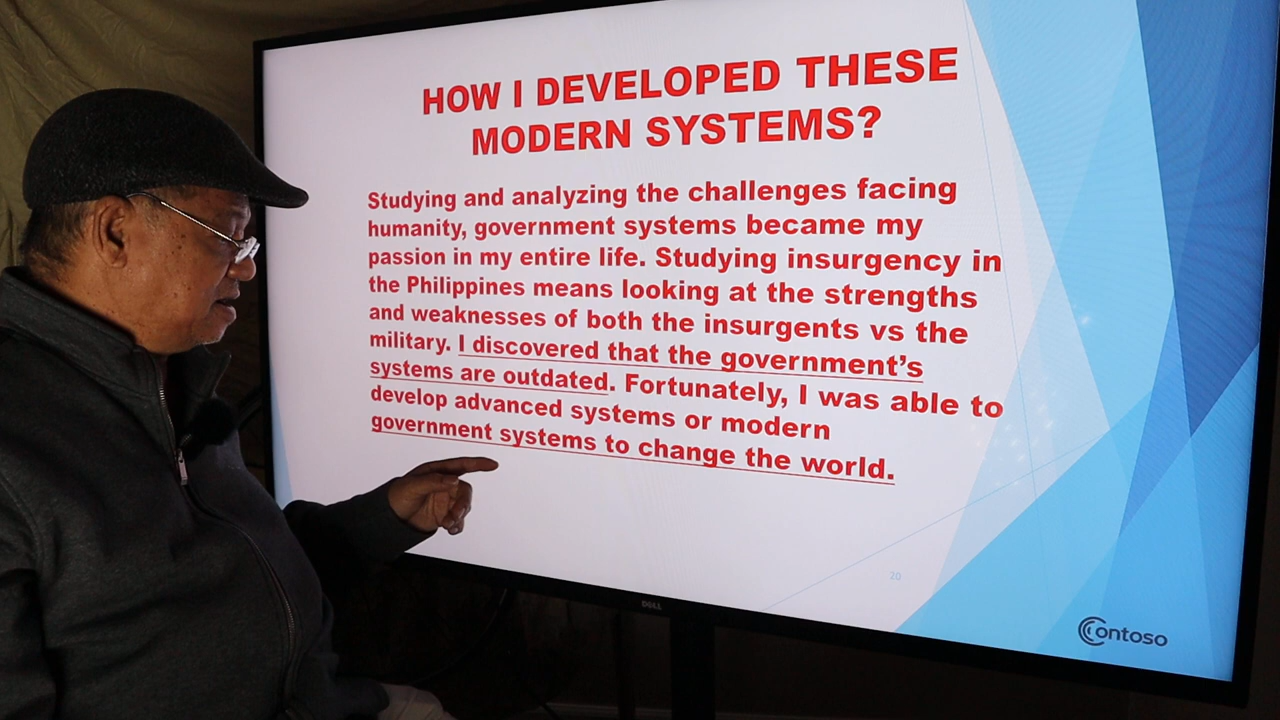 HOW I DEVELOPED THESE
MODERN SYSTEMS?
Studying and analyzing the challenges facing
humanity, government systems became my
passion in my entire life. Studying insurgency in
the Philippines means looking at the strengths
and weaknesses of both the insurgents vs the
military. I discovered that the government’s
systems are outdated. Fortunately, I was able to
develop advanced systems or modern
government systems to change the world.
20
Contoso
DELL